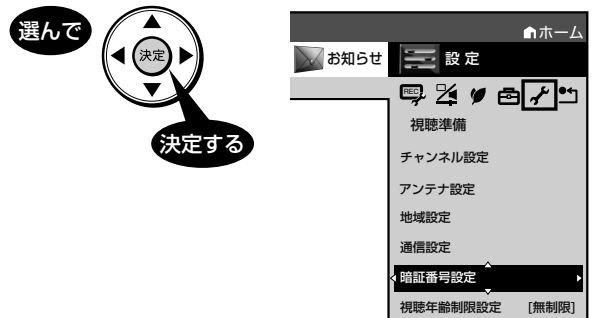 選んで
決定
決定する
ホーム
お知らせ
設定
REC
視聴準備
チャンネル設定
アンテナ設定
地域設定
通信設定
暗証番号設定
視聴年齢制限設定 [無制限]